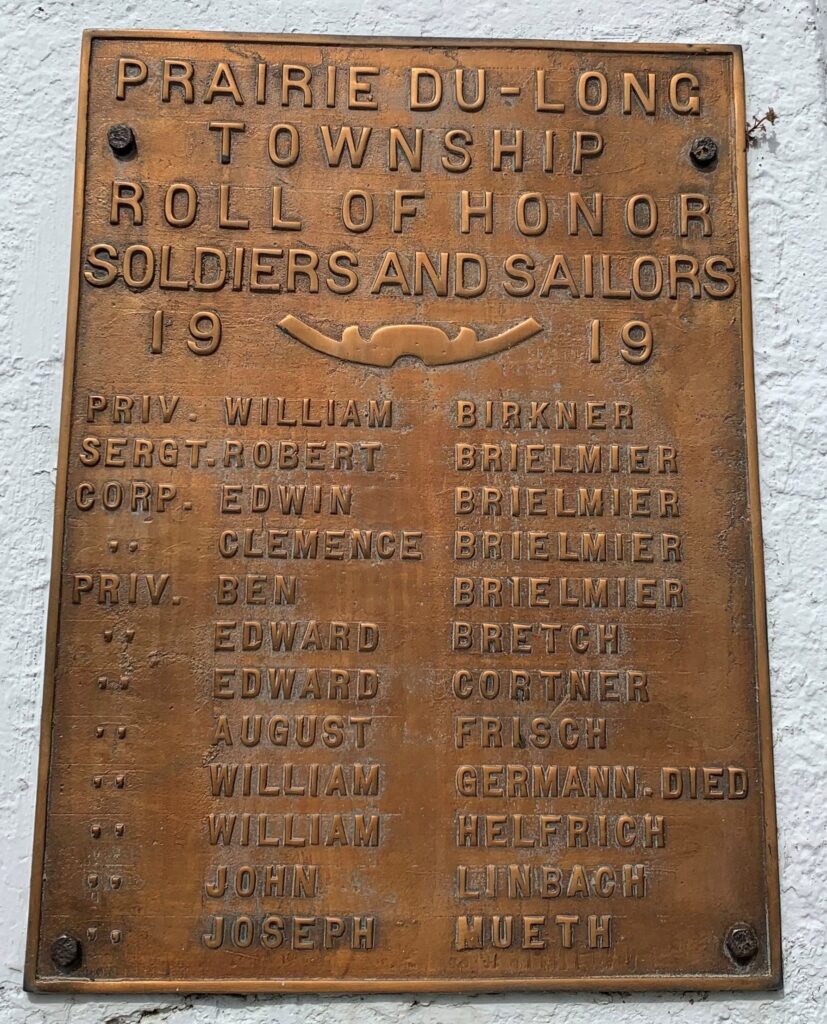 PRAIRIE DU-LONG
TOWNSHIP
ROLL OF HONOR
SOLDIERS AND SAILORS
19 19
PRIV. WILLIAM BIRKNER
SERGT. ROBERT BRIELMIER
CORP. EDWIN BRIELMIER
" CLEMENCE BRIELMIER
PRIV. BEN BRIELMIER
" EDWARD BRETCH
" EDWARD CORTNER
" AUGUST FRISCH
" WILLIAM GERMANN. DIED
" WILLIAM HELFRICH
" JOHN LINBACH
" JOSEPH MUETH